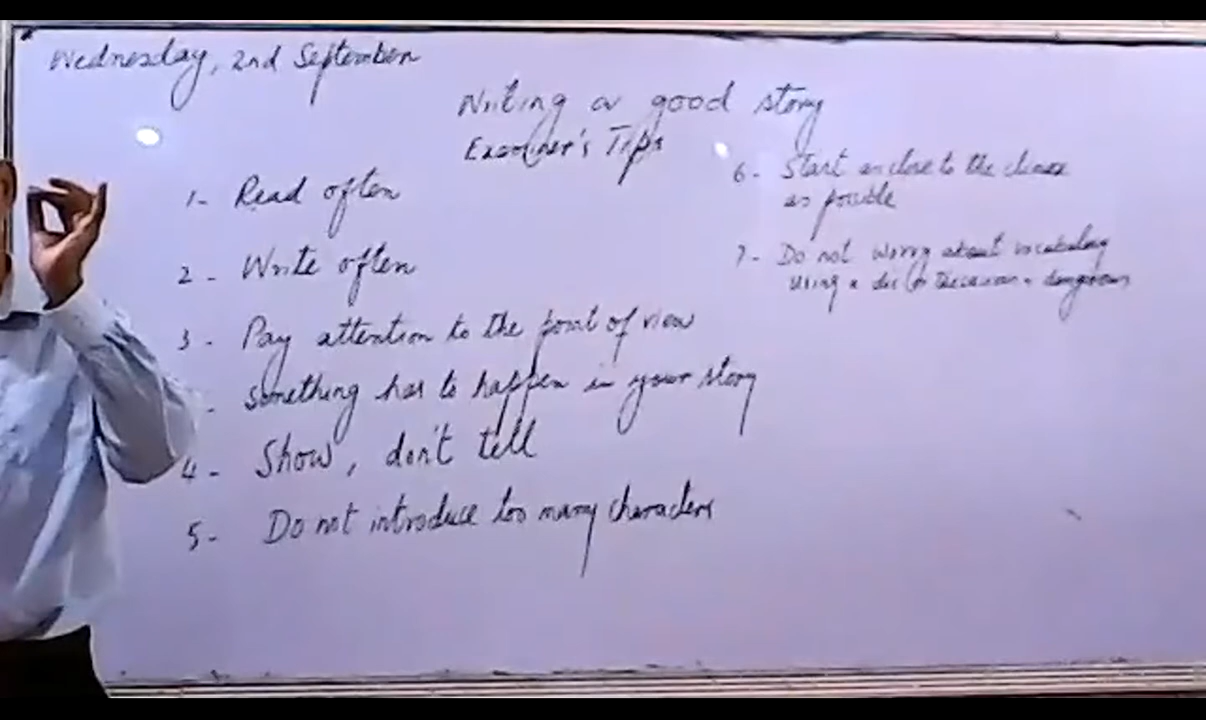 Wednesday, 2nd September
Writing a good story
Examiner's Tips
1- Read often
2- Write often
3- Pay attention to the point of view
- Something has to happen in your story
4- Show, don't tell
5- Do not introduce too many characters
6- Start as close to the climax
as possible
7- Do not worry about vocabulary
using a dangerous